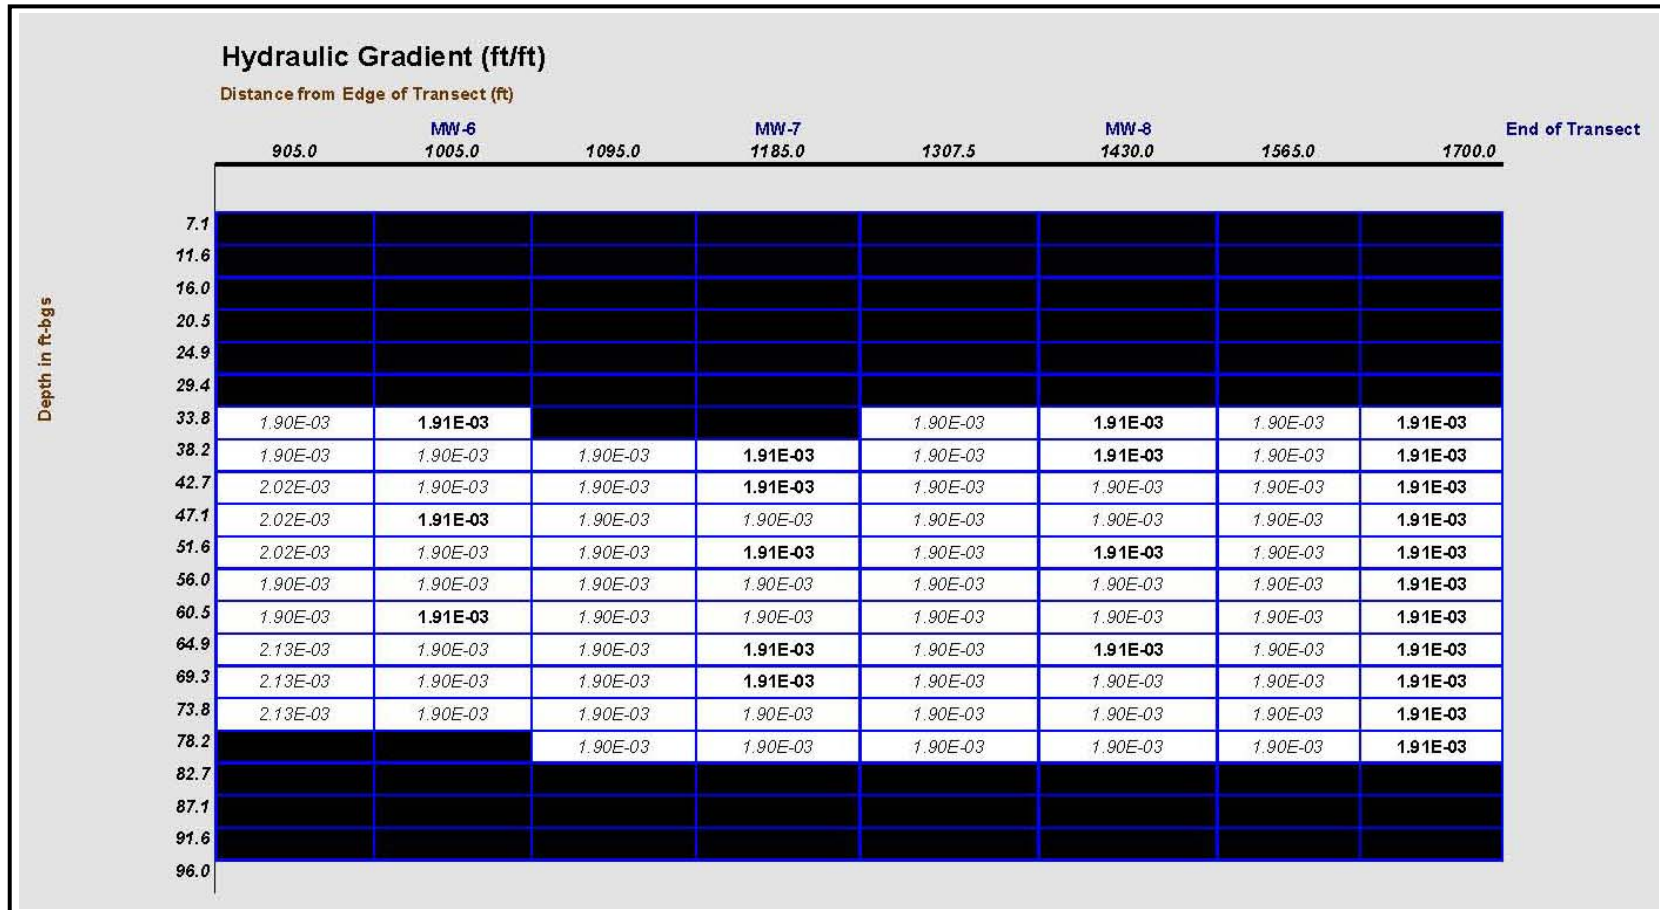 Hydraulic Gradient (ft/ft)
Distance from Edge of Transect (ft)
MW-6 MW-7 MW-8 End of Transect
905.0 1005.0 1095.0 1185.0 1307.5 1430.0 1565.0 1700.0
Depth in ft-bgs
7.1
11.6
16.0
20.5
24.9
29.4
33.8 1.90E-03 1.91E-03 1.90E-03 1.91E-03 1.90E-03 1.91E-03
38.2 1.90E-03 1.90E-03 1.90E-03 1.91E-03 1.90E-03 1.91E-03 1.90E-03 1.91E-03
42.7 2.02E-03 1.90E-03 1.90E-03 1.91E-03 1.90E-03 1.90E-03 1.90E-03 1.91E-03
47.1 2.02E-03 1.91E-03 1.90E-03 1.90E-03 1.90E-03 1.90E-03 1.90E-03 1.91E-03
51.6 2.02E-03 1.90E-03 1.90E-03 1.91E-03 1.90E-03 1.91E-03 1.90E-03 1.91E-03
56.0 1.90E-03 1.90E-03 1.90E-03 1.90E-03 1.90E-03 1.90E-03 1.90E-03 1.91E-03
60.5 1.90E-03 1.91E-03 1.90E-03 1.90E-03 1.90E-03 1.90E-03 1.90E-03 1.91E-03
64.9 2.13E-03 1.90E-03 1.90E-03 1.91E-03 1.90E-03 1.91E-03 1.90E-03 1.91E-03
69.3 2.13E-03 1.90E-03 1.90E-03 1.91E-03 1.90E-03 1.90E-03 1.90E-03 1.91E-03
73.8 2.13E-03 1.90E-03 1.90E-03 1.90E-03 1.90E-03 1.90E-03 1.90E-03 1.91E-03
78.2 1.90E-03 1.90E-03 1.90E-03 1.90E-03 1.90E-03 1.91E-03
82.7
87.1
91.6
96.0